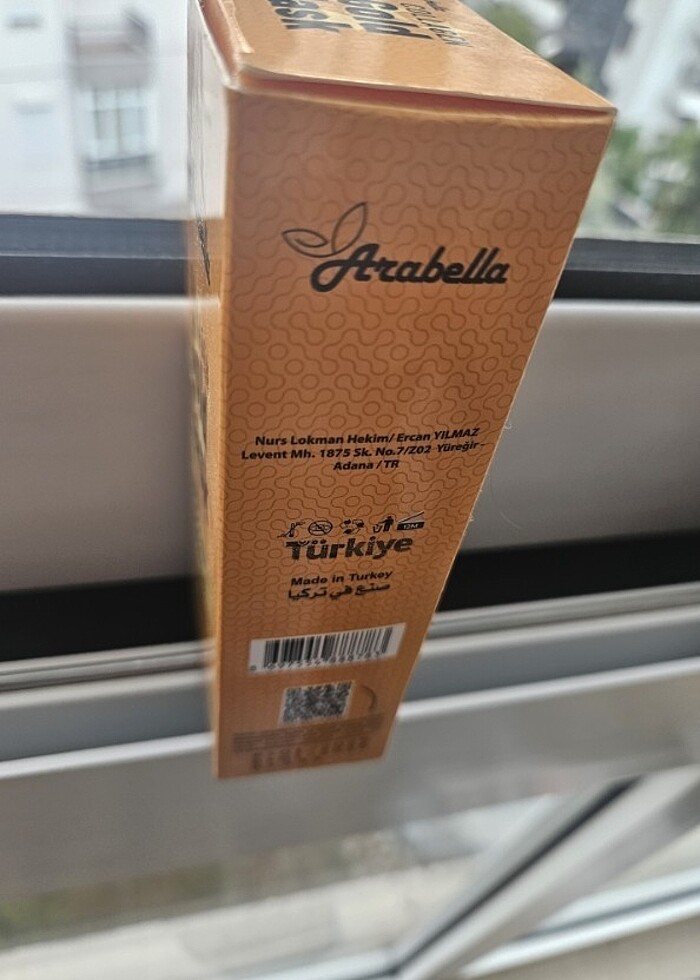 Arabella
Nurs Lokman Hekim/ Ercan YILMAZ
Levent Mh. 1875 Sk. No.7/Z02 Yüreğir -
Adana / TR
12M
Türkiye
Made in Turkey
صنع في تركيا